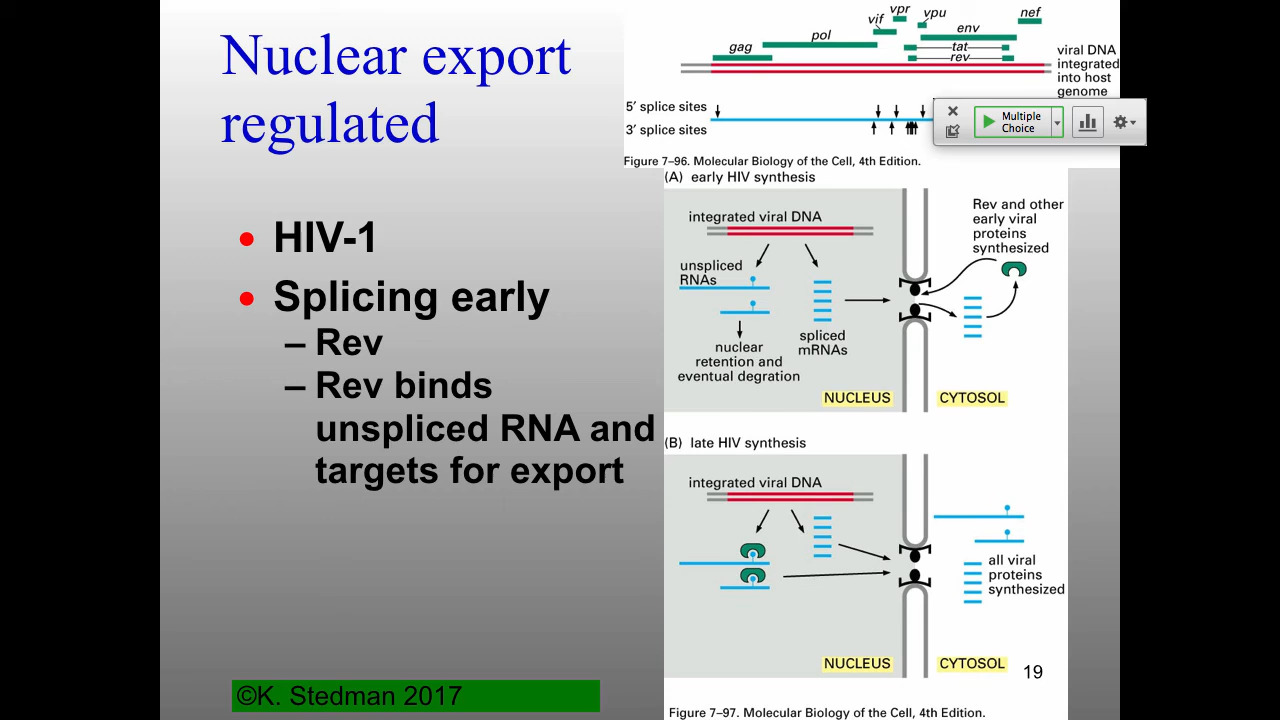 Nuclear export
regulated
• HIV-1
• Splicing early
– Rev
– Rev binds
unspliced RNA and
targets for export
©K. Stedman 2017
gag
pol
vif
vpr
vpu
env
tat
rev
nef
viral DNA
integrated
into host
genome
5′ splice sites
3′ splice sites
Multiple
Choice
Figure 7–96. Molecular Biology of the Cell, 4th Edition.
(A) early HIV synthesis
integrated viral DNA
unspliced
RNAs
nuclear
retention and
eventual degration
spliced
mRNAs
Rev and other
early viral
proteins
synthesized
NUCLEUS
CYTOSOL
(B) late HIV synthesis
integrated viral DNA
all viral
proteins
synthesized
NUCLEUS
CYTOSOL
19
Figure 7–97. Molecular Biology of the Cell, 4th Edition.